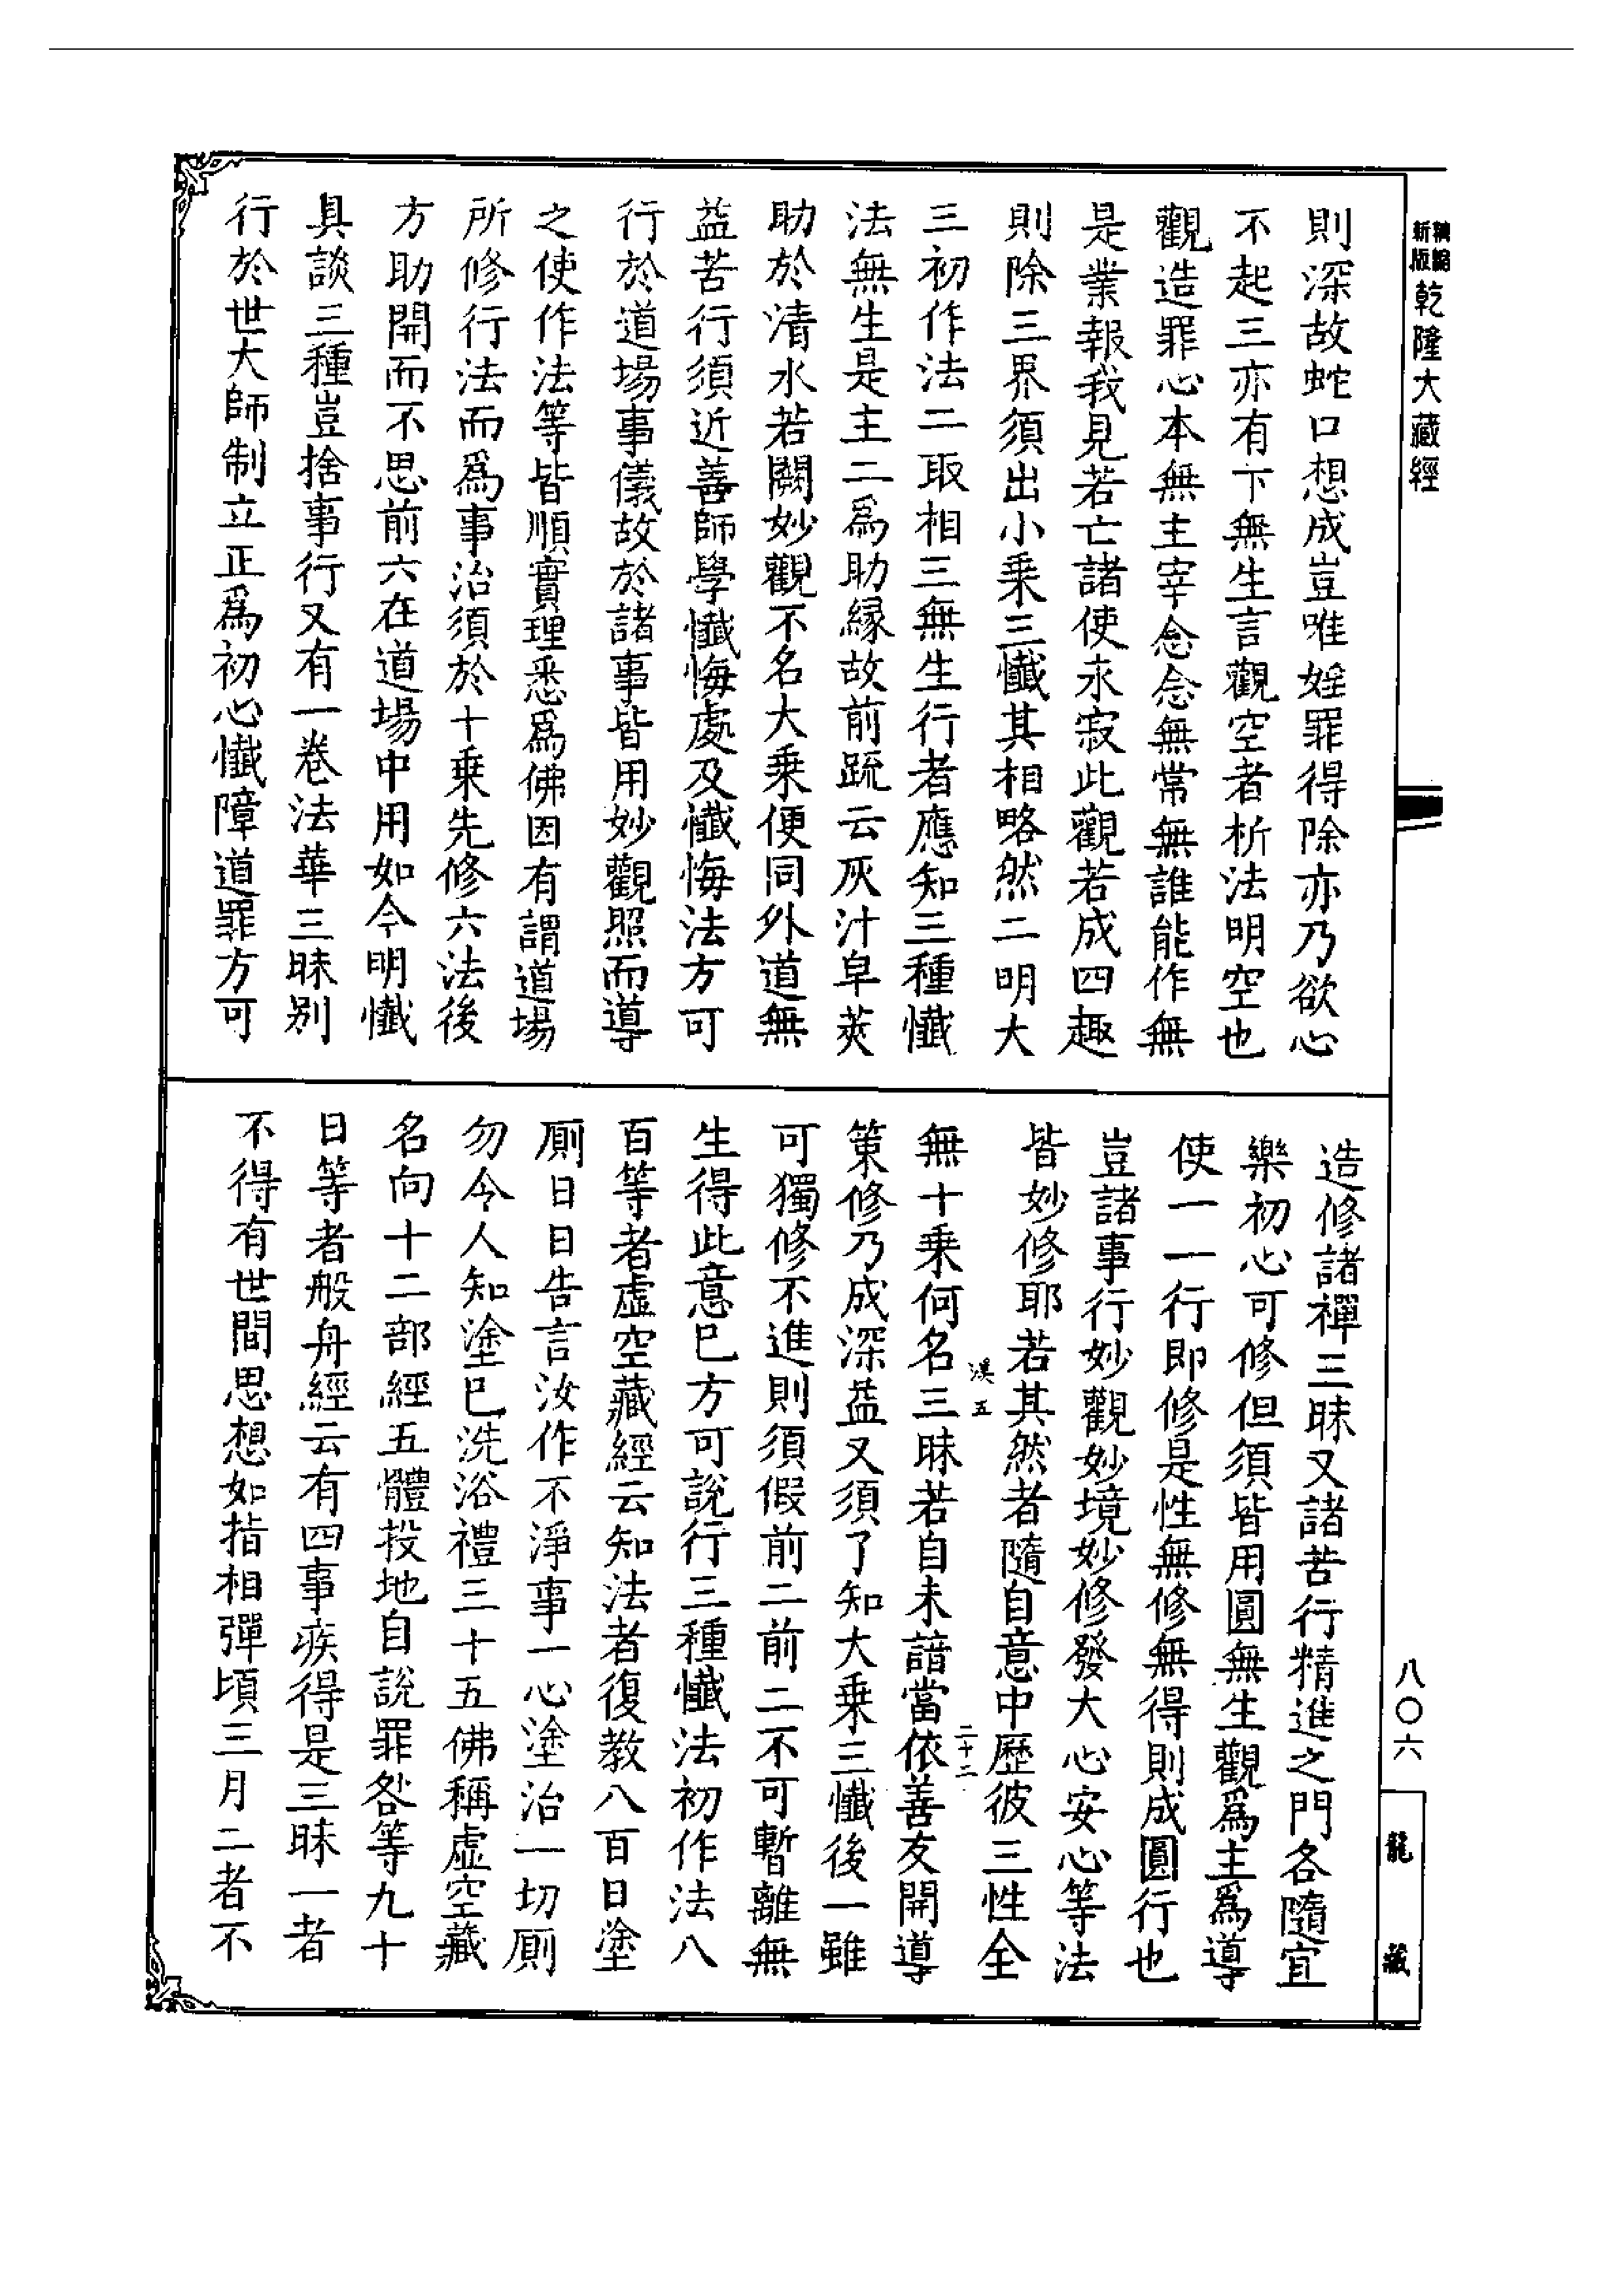 精縮新版乾隆大藏經
則深故蛇口想成豈唯婬罪得除亦乃欲心
不起三亦有下無生言觀空者析法明空也
觀造罪心本無主宰念念無常無誰能作無
是業報我見若亡諸使永寂此觀若成四趣
則除三界須出小乗三懺其相略然二明大
三初作法二取相三無生行者應知三種懺
法無生是主二爲助縁故前䟽云灰汁皁莢
助於清水若闕妙觀不名大乗便同外道無
益苦行須近善師學懺悔處及懺悔法方可
行於道場事儀故於諸事皆用妙觀照而導
之使作法等皆順實理悉爲佛因有謂道場
所修行法而爲事治須於十乗先修六法後
方助開而不思前六在道場中用如今明懺
具談三種豈捨事行又有一卷法華三昧别
行於世大師制立正爲初心懺障道罪方可
造修諸禪三昧又諸苦行精進之門各隨宜
樂初心可修但須皆用圓無生觀爲主爲導
使一一行即修是性無修無得則成圓行也
豈諸事行妙觀妙境妙修發大心安心等法
皆妙修耶若其然者隨自意中歷彼三性全
漢五
二十二
無十乗何名三昧若自未諳當依善友開導
策修乃成深益又須了知大乗三懺後一雖
可獨修不進則須假前二前二不可暫離無
生得此意已方可說行三種懺法初作法八
百等者虛空藏經云知法者復教八百日塗
厠日日告言汝作不淨事一心塗治一切厠
勿令人知塗已洗浴禮三十五佛稱虛空藏
名向十二部經五體投地自說罪咎等九十
日等者般舟經云有四事疾得是三昧一者
不得有世間思想如指相彈頃三月二者不
八〇六
龍藏